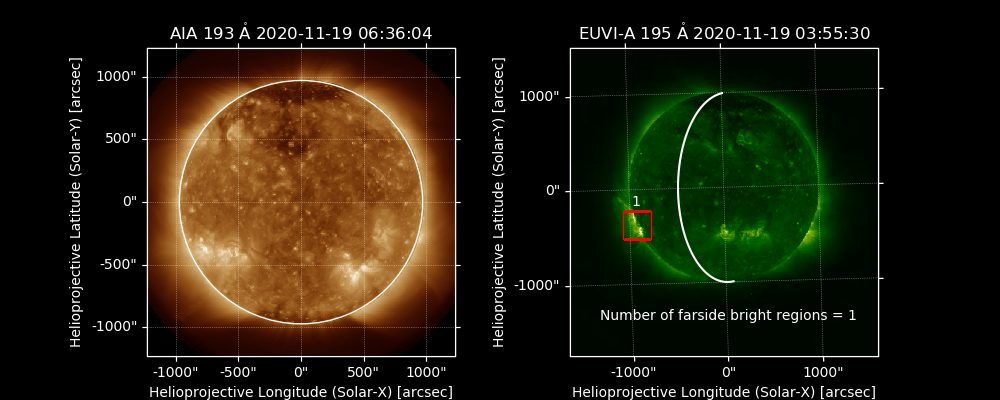 AIA 193 Å 2020-11-19 06:36:04
Helioprojective Latitude (Solar-Y) [arcsec]
1000"
500"
0"
-500"
-1000"
-1000" -500" 0" 500" 1000"
Helioprojective Longitude (Solar-X) [arcsec]
EUVI-A 195 Å 2020-11-19 03:55:30
Helioprojective Latitude (Solar-Y) [arcsec]
1000"
0"
-1000"
1
Number of farside bright regions = 1
-1000" 0" 1000"
Helioprojective Longitude (Solar-X) [arcsec]